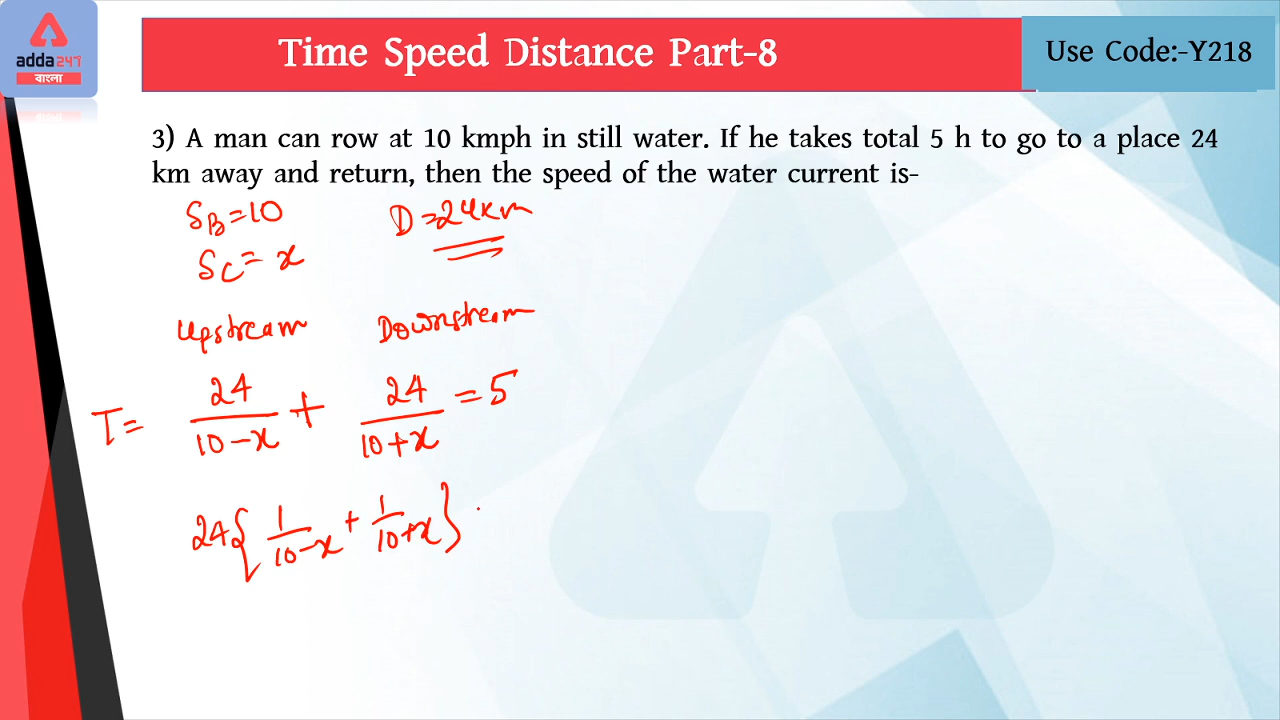 adda247
বাংলা
Time Speed Distance Part-8
Use Code:-Y218
3) A man can row at 10 kmph in still water. If he takes total 5 h to go to a place 24
km away and return, then the speed of the water current is-
S_B = 10 D = 24 km
S_C = x
Upstream Downstream
T = 24/(10-x) + 24/(10+x) = 5
24{1/(10-x) + 1/(10+x)}